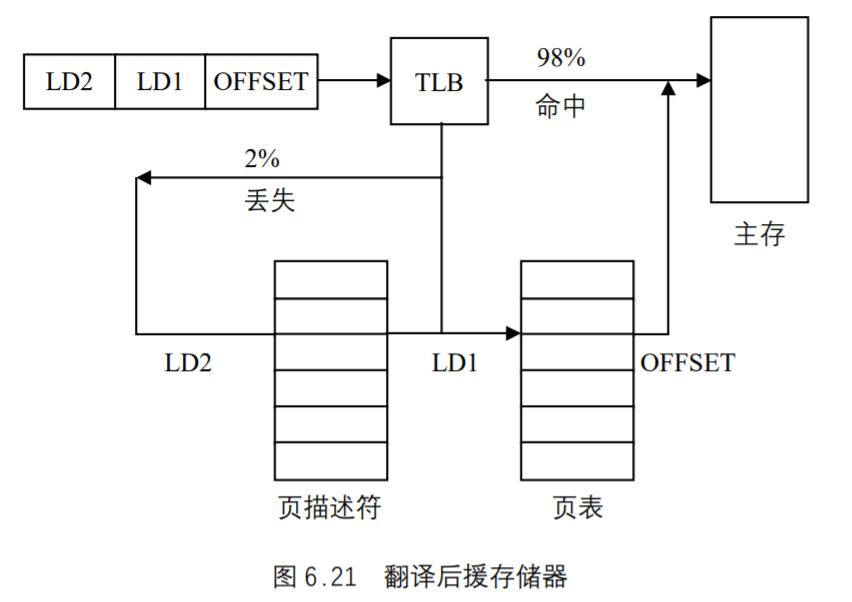 LD2 LD1 OFFSET
TLB
98%
命中
2%
丢失
主存
LD2
LD1
OFFSET
页描述符
页表
图 6.21 翻译后援存储器